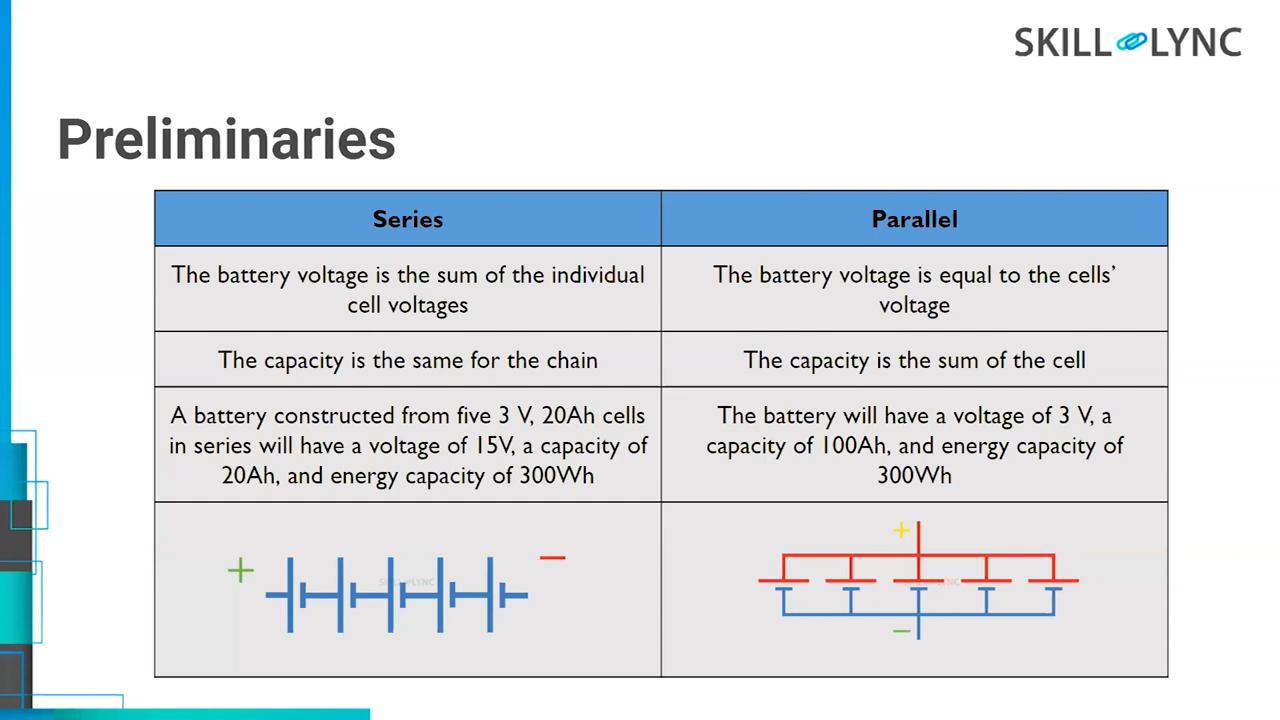 SKILL LYNC
Preliminaries
Series
Parallel
The battery voltage is the sum of the individual
cell voltages
The battery voltage is equal to the cells’
voltage
The capacity is the same for the chain
The capacity is the sum of the cell
A battery constructed from five 3 V, 20Ah cells
in series will have a voltage of 15V, a capacity of
20Ah, and energy capacity of 300Wh
The battery will have a voltage of 3 V, a
capacity of 100Ah, and energy capacity of
300Wh
+
−
+
−
SKILL LYNC
SKILL LYNC